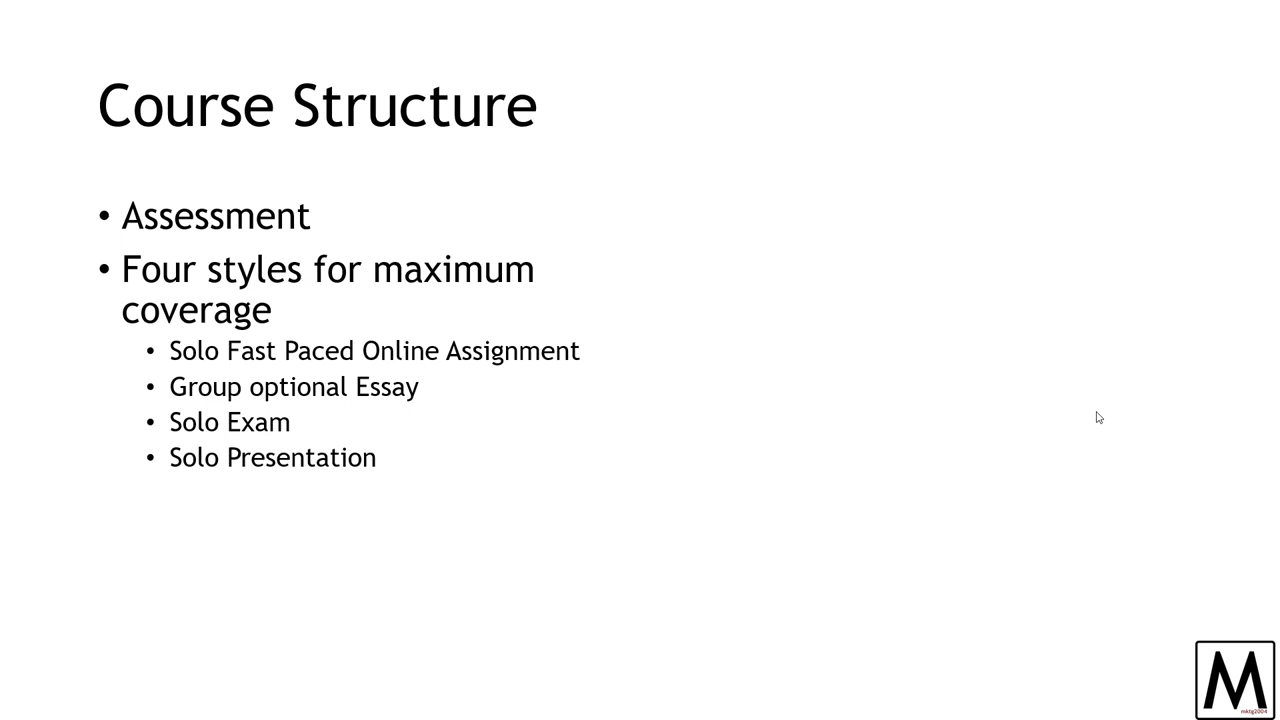 Course Structure
• Assessment
• Four styles for maximum
coverage
• Solo Fast Paced Online Assignment
• Group optional Essay
• Solo Exam
• Solo Presentation
M
mktg2004